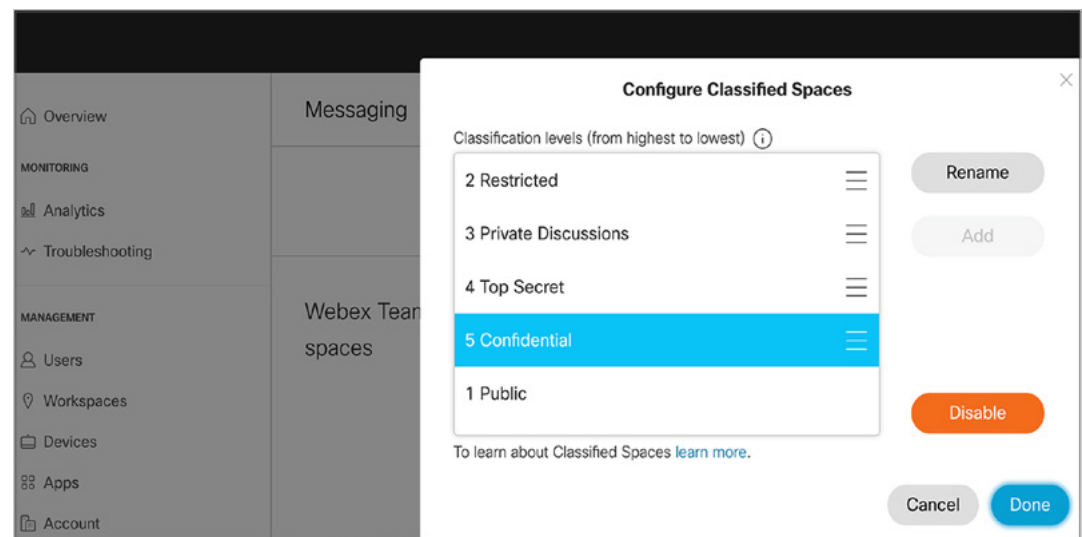 Overview
MONITORING
Analytics
Troubleshooting
MANAGEMENT
Users
Workspaces
Devices
Apps
Account
Messaging
Webex Tean
spaces
Configure Classified Spaces
Classification levels (from highest to lowest)
2 Restricted
3 Private Discussions
4 Top Secret
5 Confidential
1 Public
Rename
Add
Disable
To learn about Classified Spaces learn more.
Cancel
Done